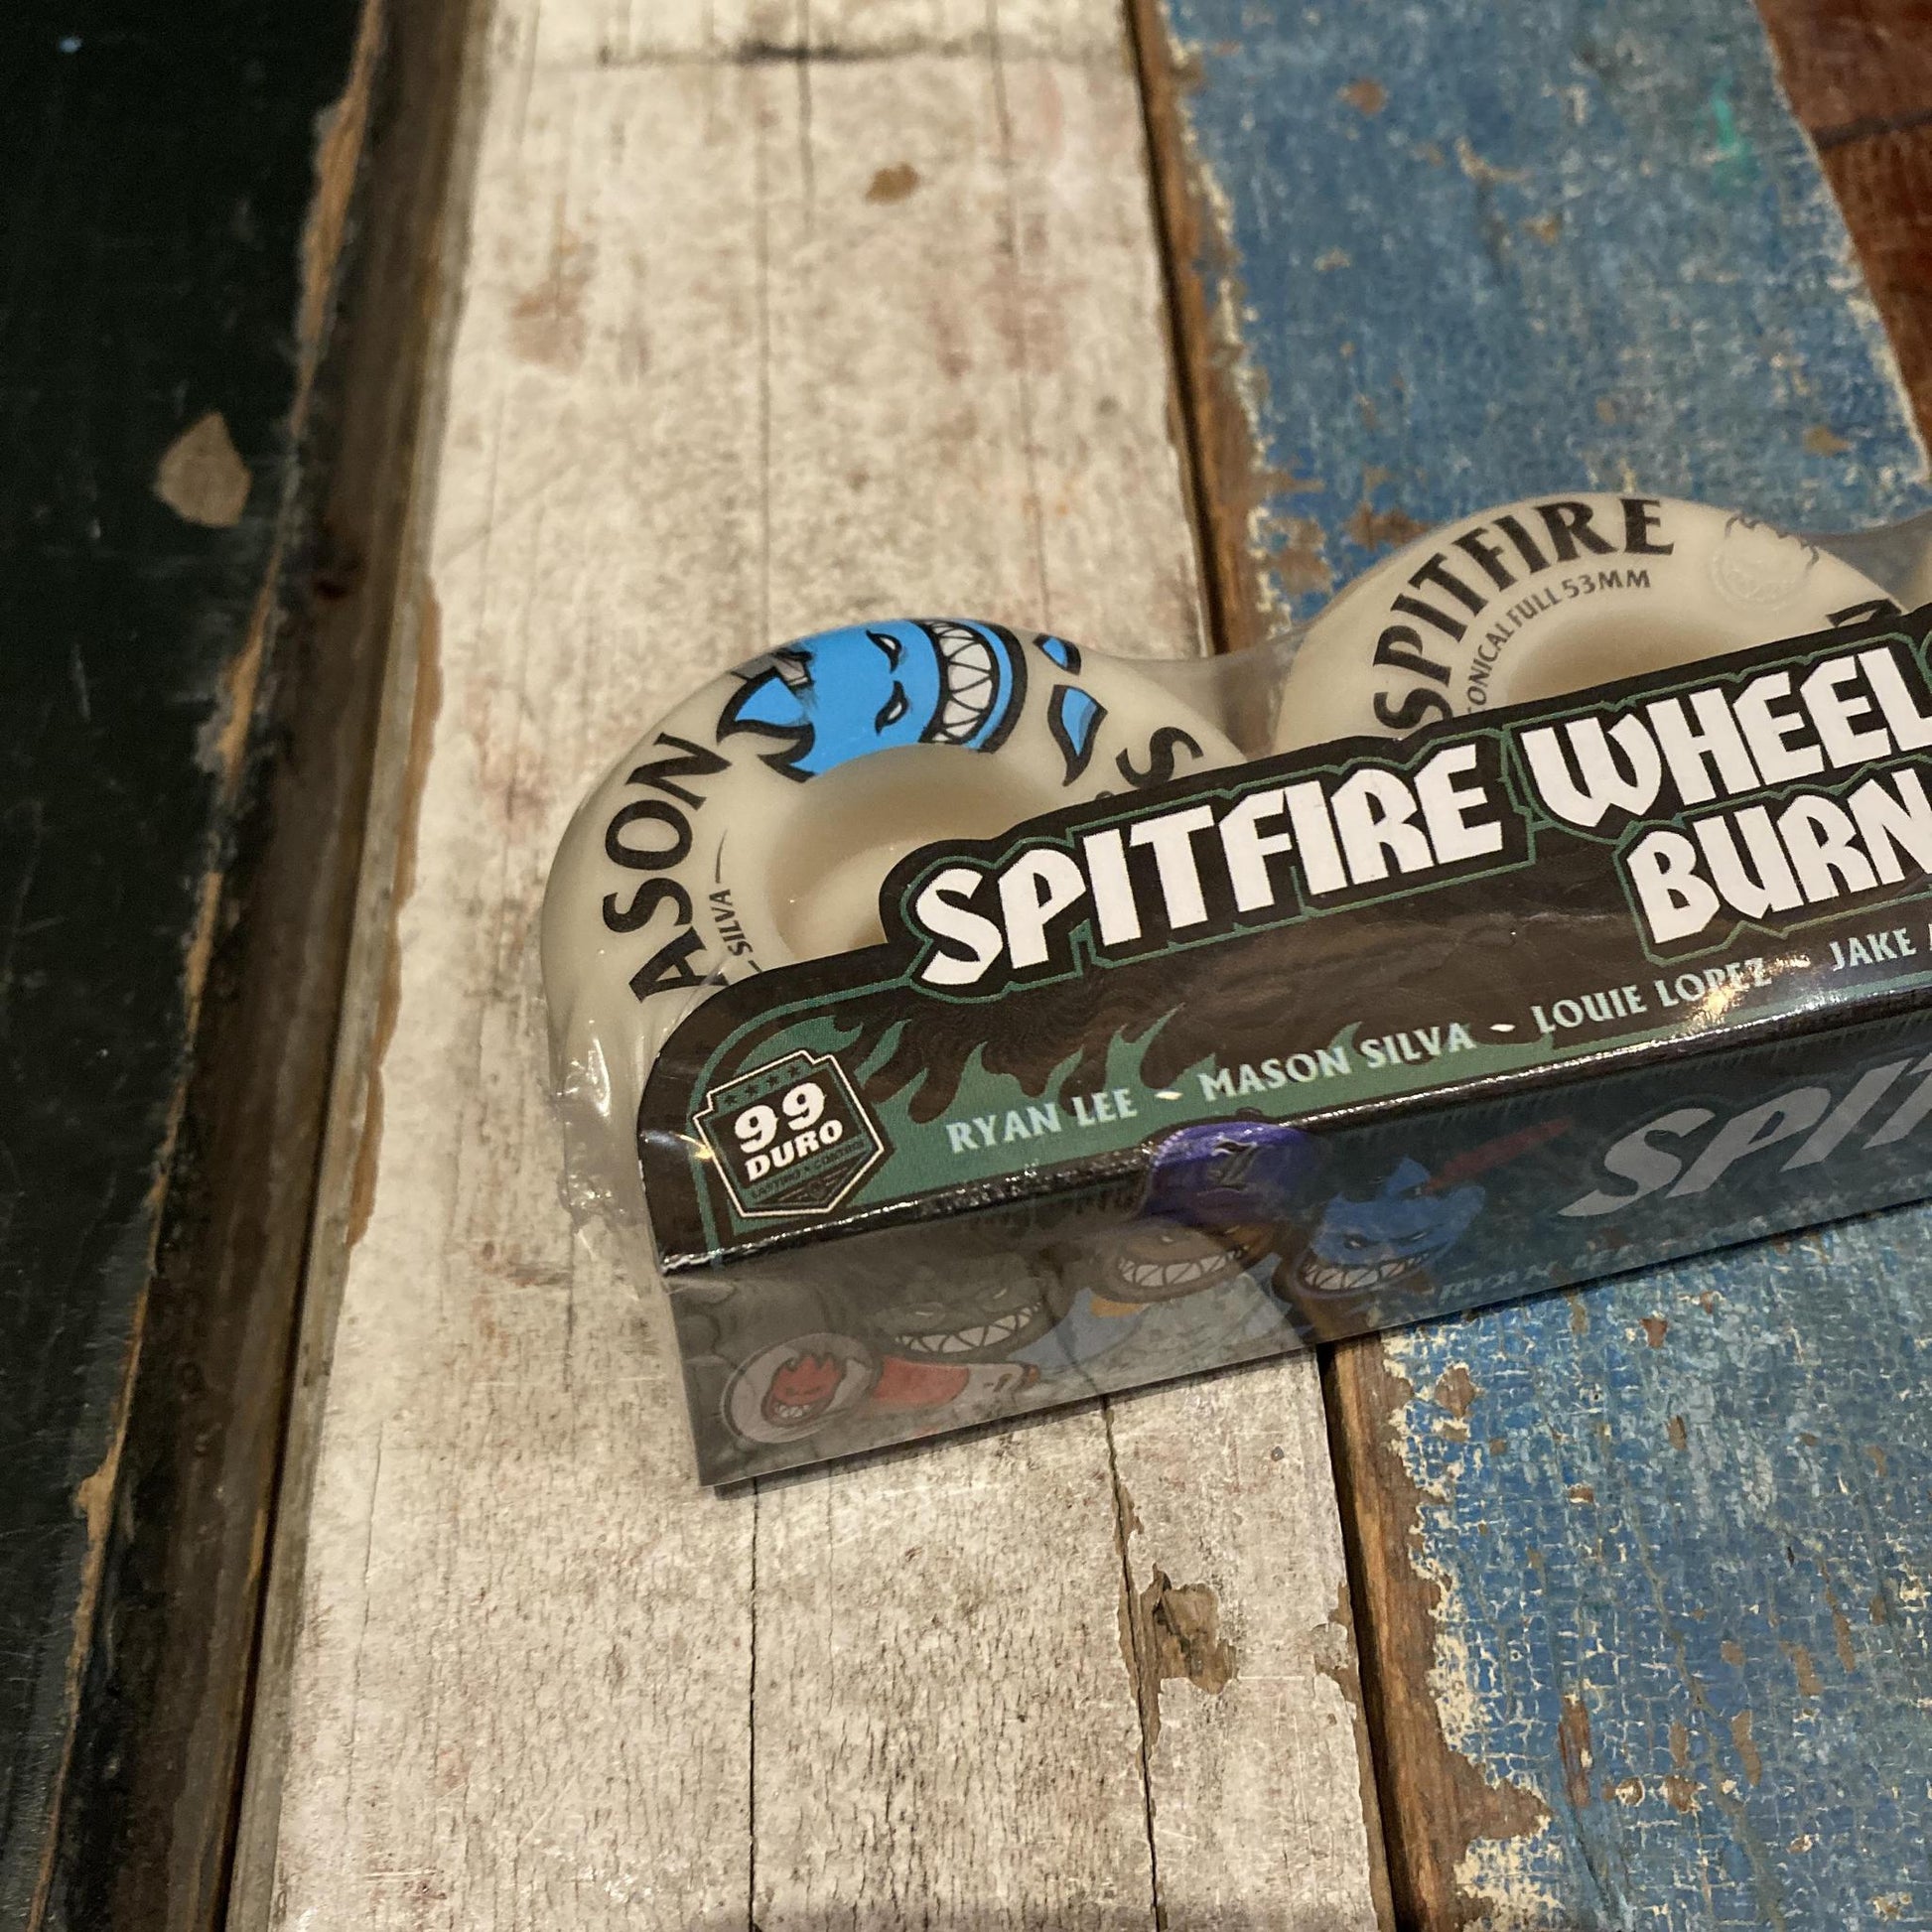 SPITFIRE
CONICAL FULL 53MM
ASON
SILVA
S
SPITFIRE WHEEL
BURN
RYAN LEE ~ MASON SILVA ~ LOUIE LOPEZ ~ JAKE
99
DURO
SPIT